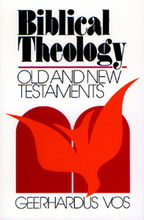 Biblical
Theology
OLD AND NEW
TESTAMENTS
GEERHARDUS VOS